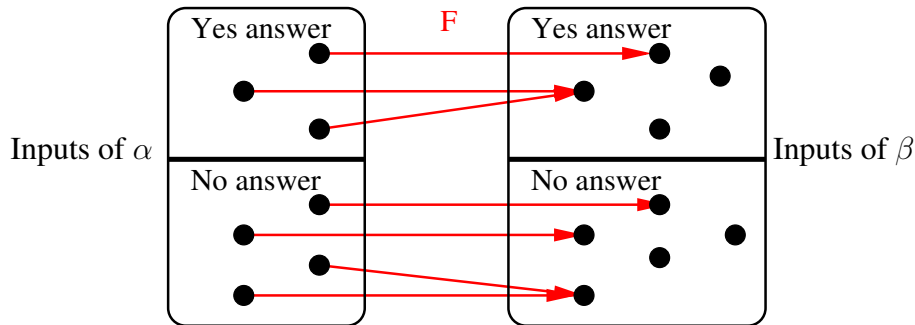 Yes answer
F
Yes answer
Inputs of α
Inputs of β
No answer
No answer